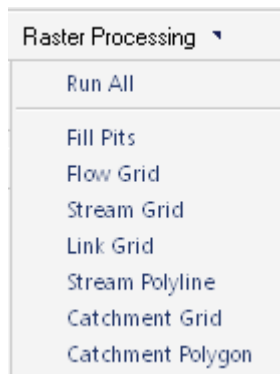 Raster Processing
Run All
Fill Pits
Flow Grid
Stream Grid
Link Grid
Stream Polyline
Catchment Grid
Catchment Polygon